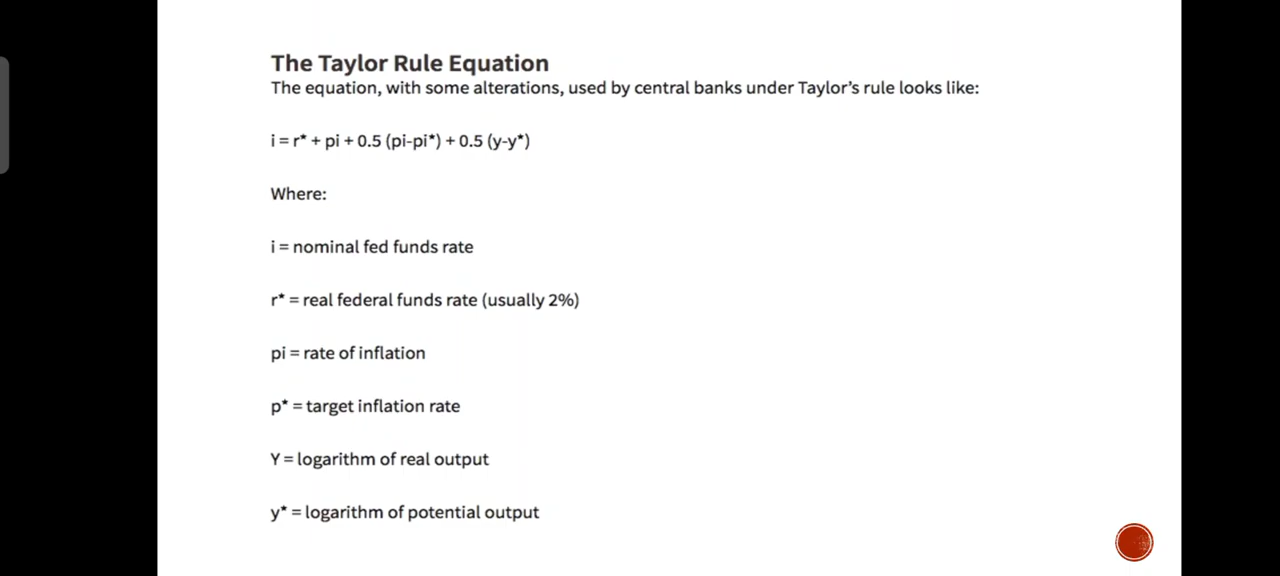 The Taylor Rule Equation
The equation, with some alterations, used by central banks under Taylor's rule looks like:
i = r* + pi + 0.5 (pi-pi*) + 0.5 (y-y*)
Where:
i = nominal fed funds rate
r* = real federal funds rate (usually 2%)
pi = rate of inflation
p* = target inflation rate
Y = logarithm of real output
y* = logarithm of potential output